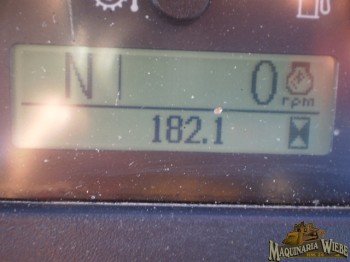 N 0 rpm
182.1
MAQUINARIA WIEBE